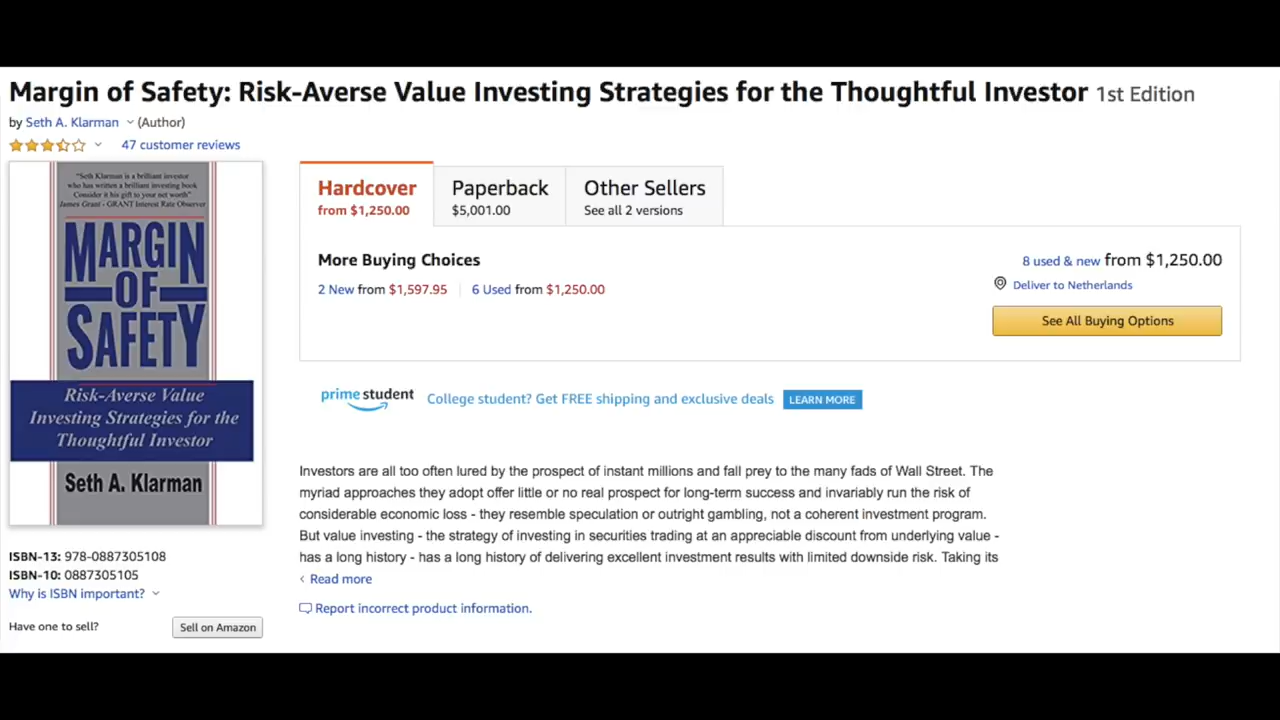 Margin of Safety: Risk-Averse Value Investing Strategies for the Thoughtful Investor 1st Edition
by Seth A. Klarman (Author)
47 customer reviews
"Seth Klarman is a brilliant investor
who has written a brilliant investing book
Consider it his gift to your net worth"
James Grant - GRANT Interest Rate Observer
MARGIN
OF
SAFETY
Risk-Averse Value
Investing Strategies for the
Thoughtful Investor
Seth A. Klarman
ISBN-13: 978-0887305108
ISBN-10: 0887305105
Why is ISBN important?
Have one to sell?
Sell on Amazon
Hardcover
from $1,250.00
Paperback
$5,001.00
Other Sellers
See all 2 versions
More Buying Choices
2 New from $1,597.95
6 Used from $1,250.00
8 used & new from $1,250.00
Deliver to Netherlands
See All Buying Options
prime student
College student? Get FREE shipping and exclusive deals
LEARN MORE
Investors are all too often lured by the prospect of instant millions and fall prey to the many fads of Wall Street. The
myriad approaches they adopt offer little or no real prospect for long-term success and invariably run the risk of
considerable economic loss - they resemble speculation or outright gambling, not a coherent investment program.
But value investing - the strategy of investing in securities trading at an appreciable discount from underlying value -
has a long history - has a long history of delivering excellent investment results with limited downside risk. Taking its
Read more
Report incorrect product information.